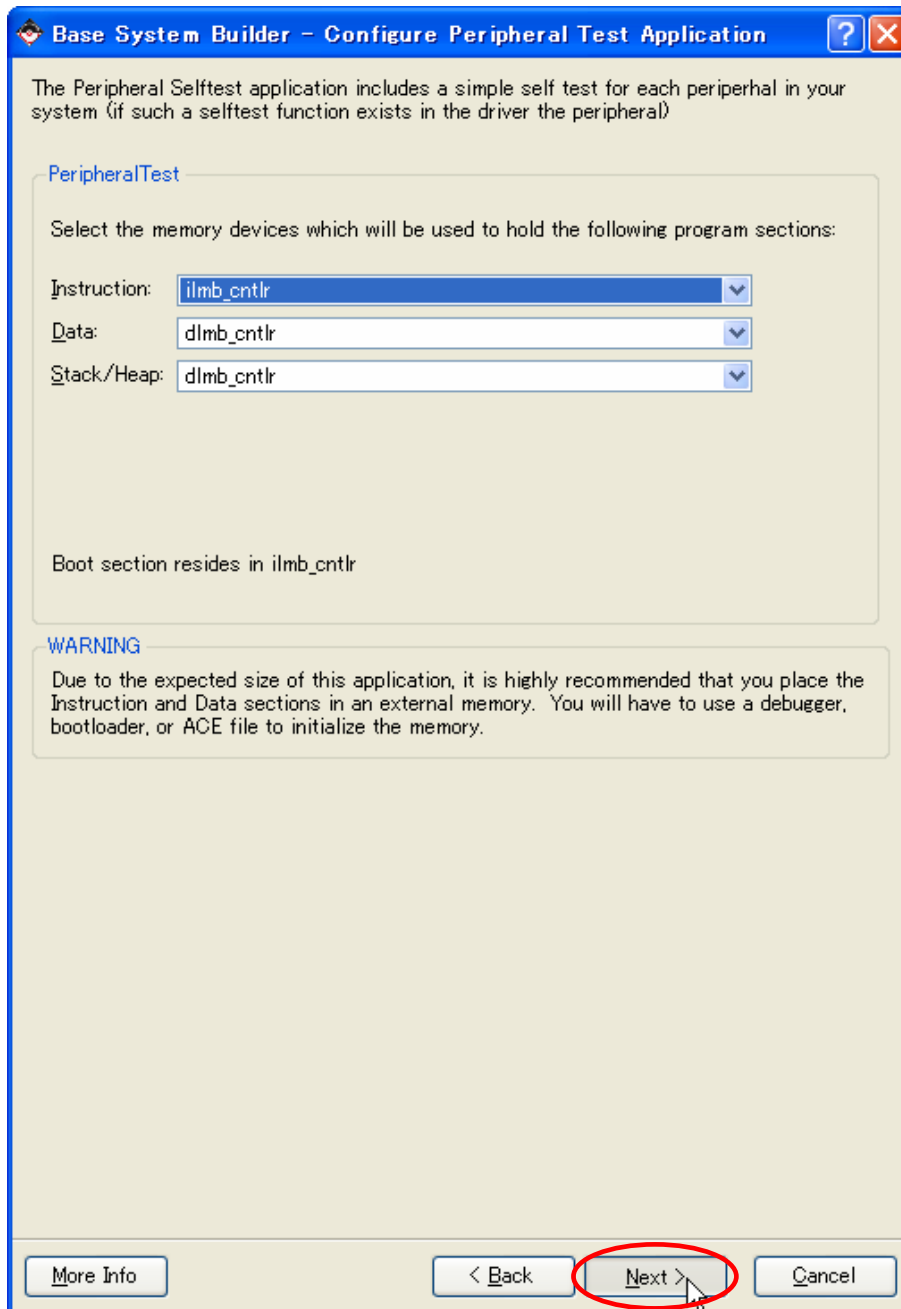 Base System Builder - Configure Peripheral Test Application
The Peripheral Selftest application includes a simple self test for each periperhal in your
system (if such a selftest function exists in the driver the peripheral)
PeripheralTest
Select the memory devices which will be used to hold the following program sections:
Instruction: ilmb_cntlr
Data: dlmb_cntlr
Stack/Heap: dlmb_cntlr
Boot section resides in ilmb_cntlr
WARNING
Due to the expected size of this application, it is highly recommended that you place the
Instruction and Data sections in an external memory. You will have to use a debugger,
bootloader, or ACE file to initialize the memory.
More Info < Back Next > Cancel